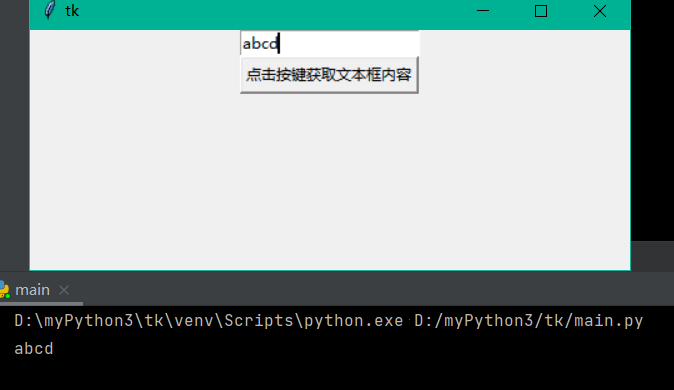 tk
abcd
点击按键获取文本框内容
main
D:\myPython3\tk\venv\Scripts\python.exe D:/myPython3/tk/main.py
abcd